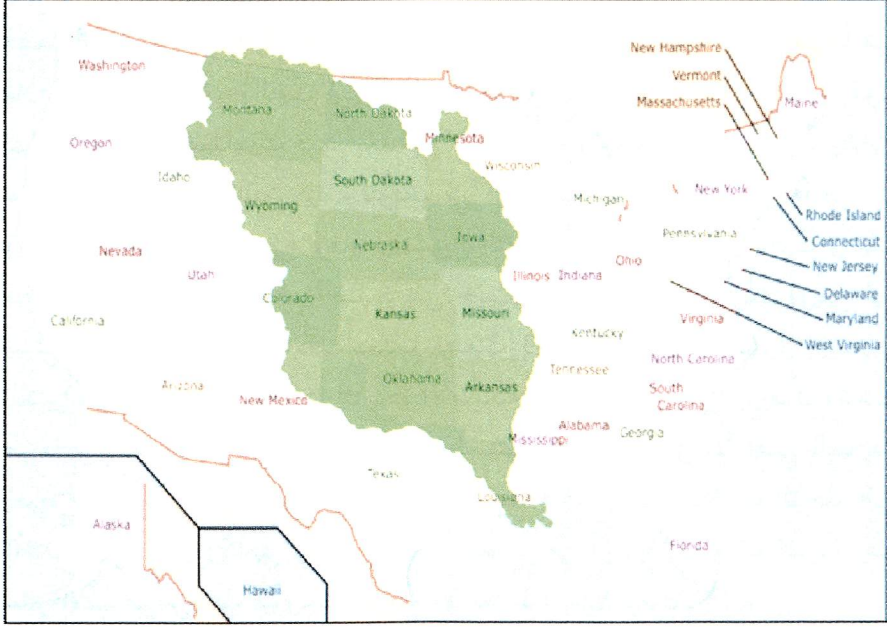 New Hampshire
Washington
Vermont
Massachusetts
Maine
Montana
North Dakota
Oregon
Minnesota
Wisconsin
Idaho
South Dakota
New York
Michigan
Wyoming
Rhode Island
Pennsylvania
Iowa
Connecticut
Nebraska
Nevada
Ohio
New Jersey
Utah
Illinois
Indiana
Delaware
Colorado
Kansas
Missouri
California
Virginia
Maryland
Kentucky
West Virginia
North Carolina
Tennessee
Oklahoma
Arizona
Arkansas
South
Carolina
New Mexico
Alabama
Georgia
Mississippi
Texas
Louisiana
Alaska
Florida
Hawaii